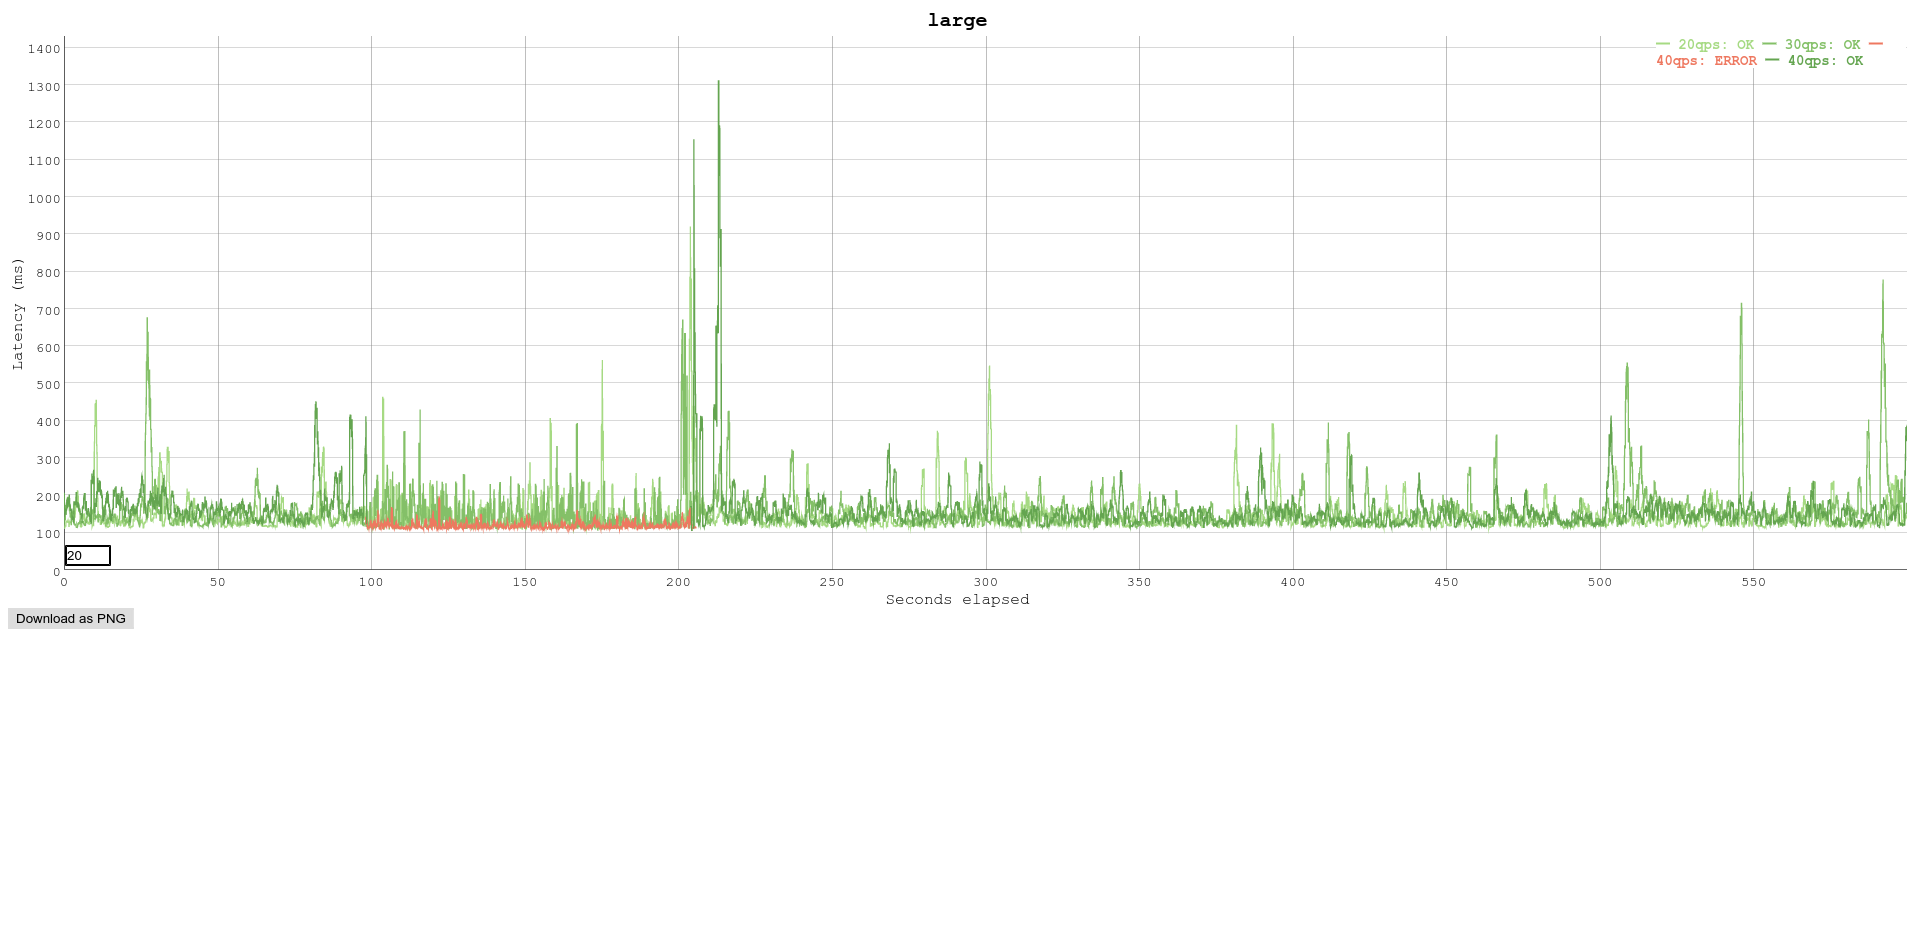 large
20qps: OK 30qps: OK
40qps: ERROR 40qps: OK
Latency (ms)
1400
1300
1200
1100
1000
900
800
700
600
500
400
300
200
100
0
20
0 50 100 150 200 250 300 350 400 450 500 550
Seconds elapsed
Download as PNG